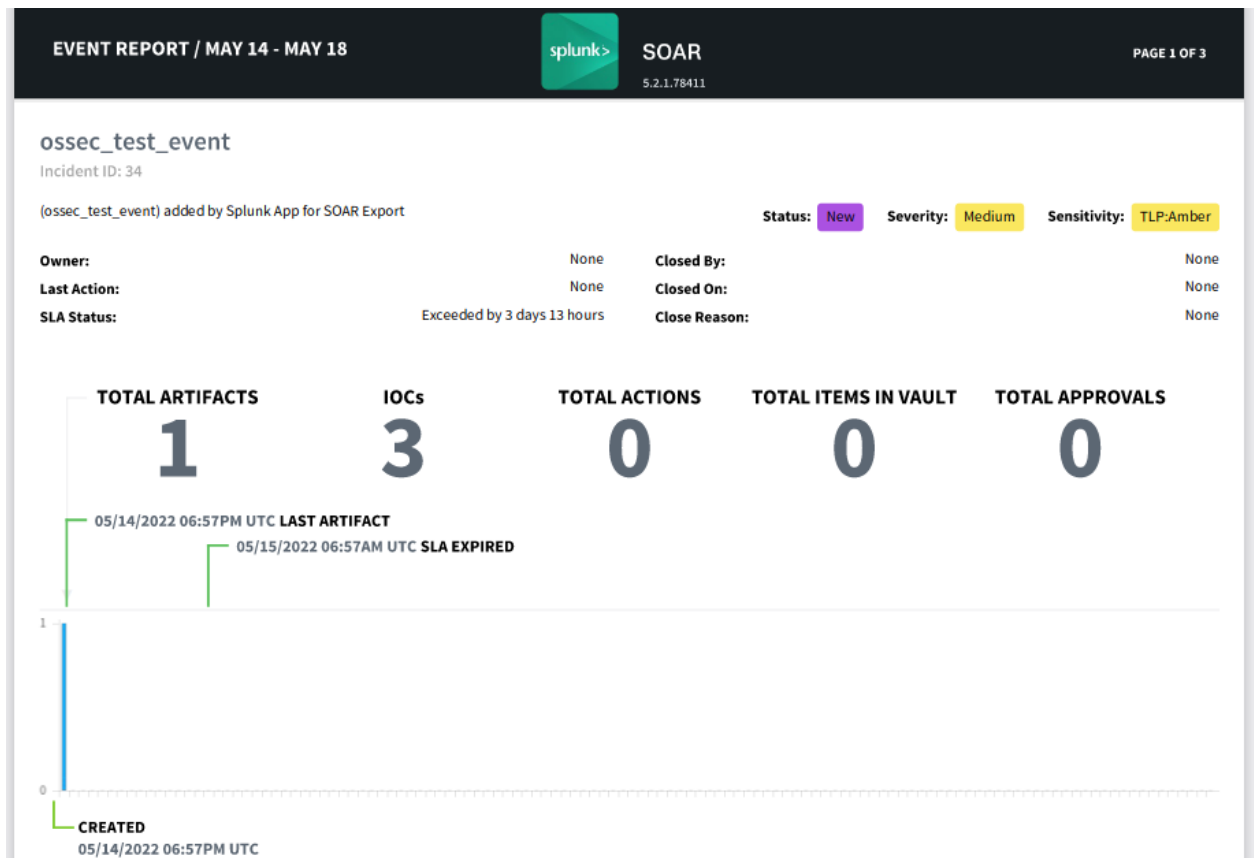 EVENT REPORT / MAY 14 - MAY 18
splunk>
SOAR
5.2.1.78411
PAGE 1 OF 3
ossec_test_event
Incident ID: 34
(ossec_test_event) added by Splunk App for SOAR Export
Status: New Severity: Medium Sensitivity: TLP:Amber
Owner: None Closed By: None
Last Action: None Closed On: None
SLA Status: Exceeded by 3 days 13 hours Close Reason: None
TOTAL ARTIFACTS IOCs TOTAL ACTIONS TOTAL ITEMS IN VAULT TOTAL APPROVALS
1 3 0 0 0
05/14/2022 06:57PM UTC LAST ARTIFACT
05/15/2022 06:57AM UTC SLA EXPIRED
1
0
CREATED
05/14/2022 06:57PM UTC